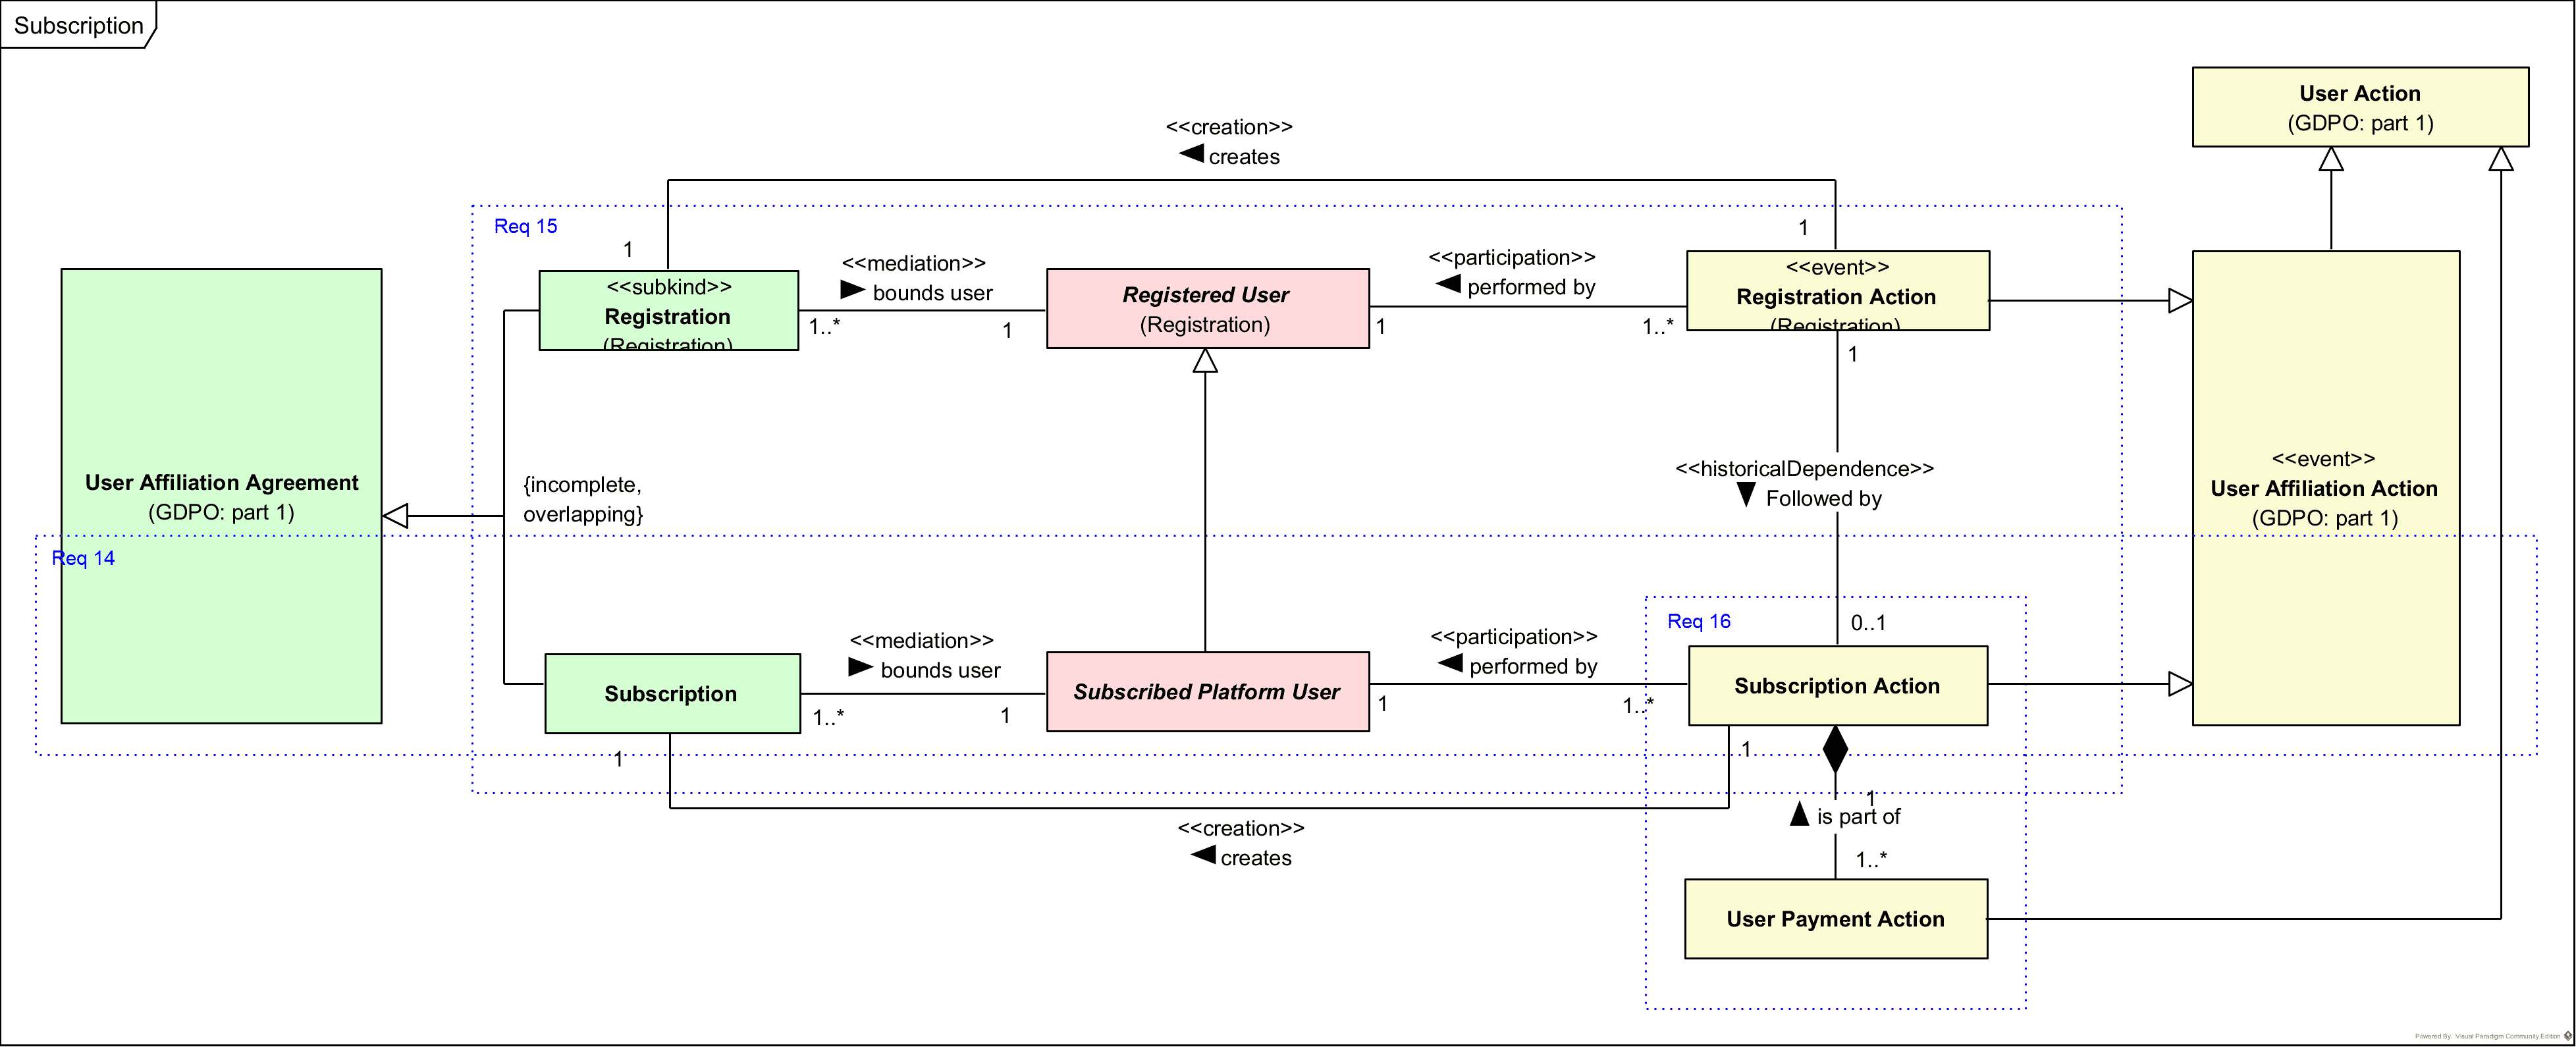 Subscription
User Action
(GDPO: part 1)
<<creation>>
creates
Req 15
1
1
<<subkind>>
Registration
(Registration)
<<mediation>>
bounds user
1..*
1
Registered User
(Registration)
<<participation>>
performed by
1
1..*
<<event>>
Registration Action
(Registration)
1
User Affiliation Agreement
(GDPO: part 1)
{incomplete,
overlapping}
<<historicalDependence>>
Followed by
<<event>>
User Affiliation Action
(GDPO: part 1)
Req 14
Req 16
0..1
Subscription
<<mediation>>
bounds user
1..*
1
Subscribed Platform User
<<participation>>
performed by
1
1..*
Subscription Action
1
1
1
is part of
<<creation>>
creates
1..*
User Payment Action
Powered By: Visual Paradigm Community Edition